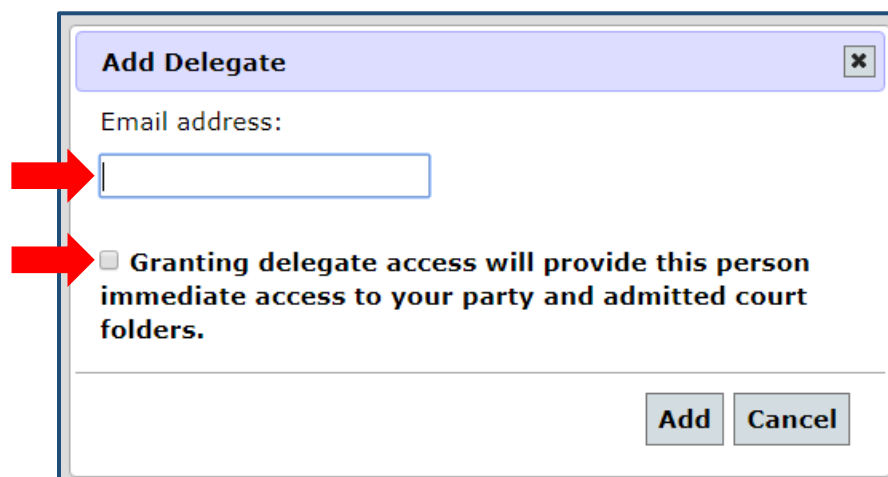 Add Delegate
Email address:
Granting delegate access will provide this person
immediate access to your party and admitted court
folders.
Add Cancel